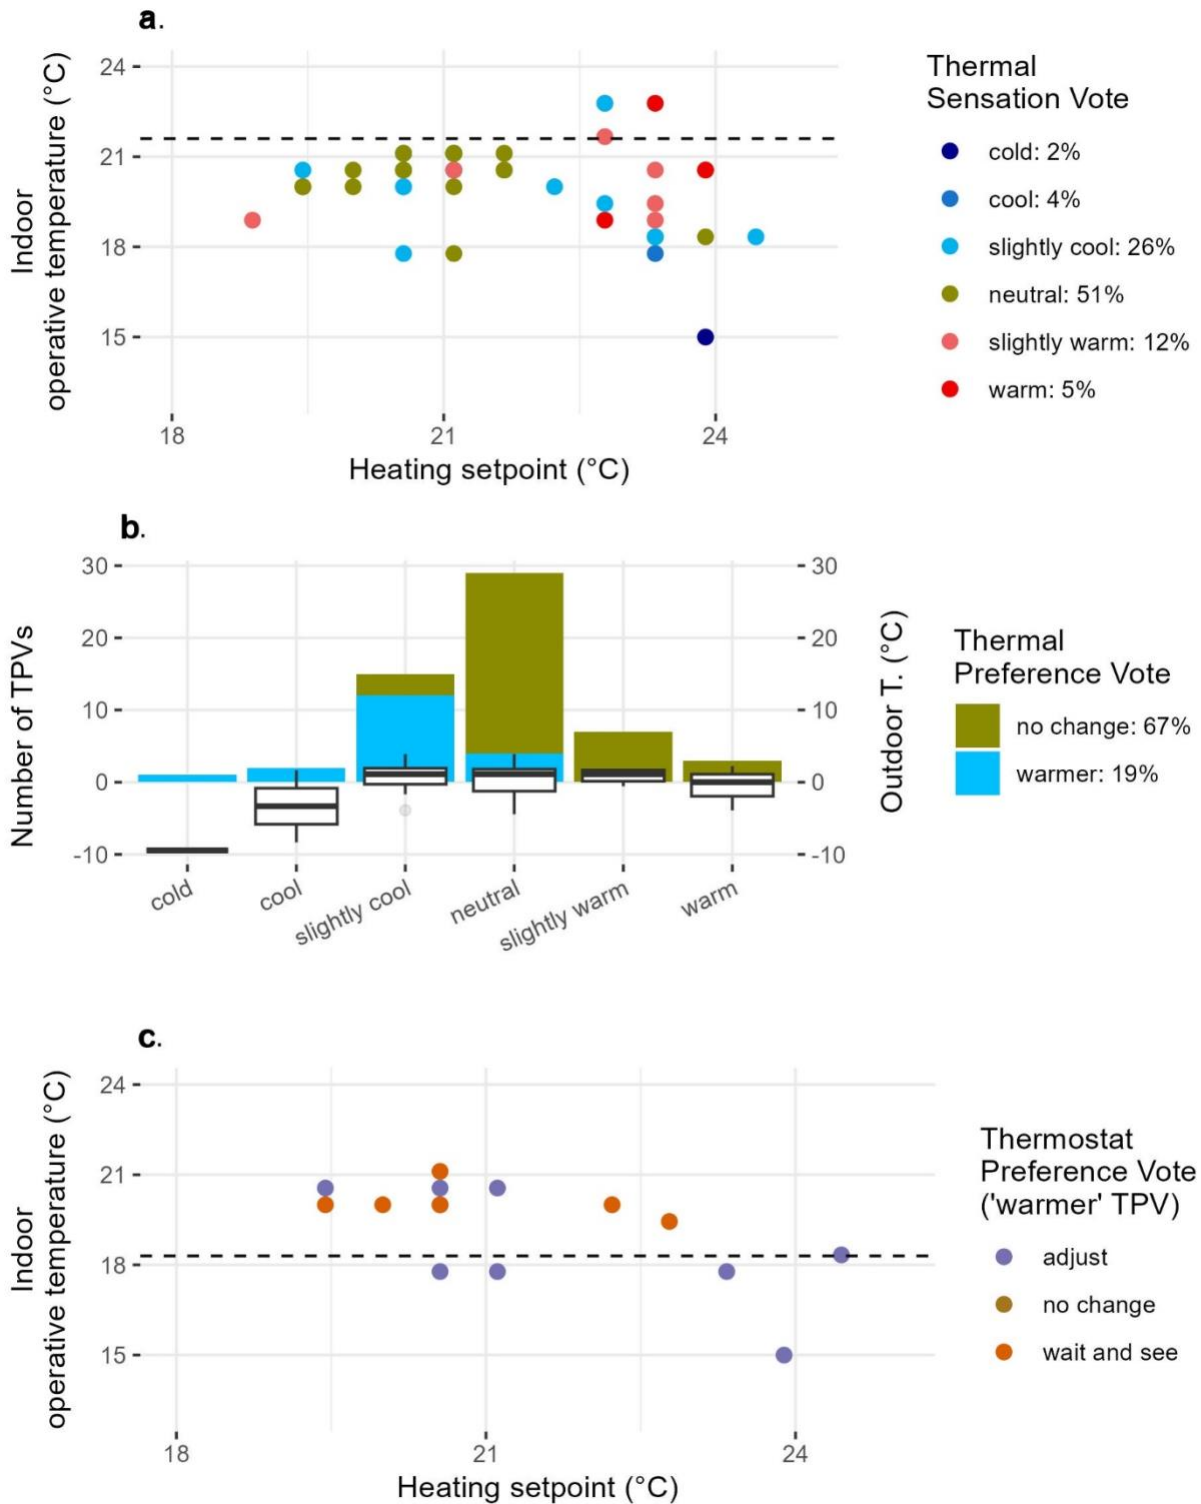 a.
Indoor
operative temperature (°C)
24
21
18
15
18
21
24
Heating setpoint (°C)
Thermal
Sensation Vote
cold: 2%
cool: 4%
slightly cool: 26%
neutral: 51%
slightly warm: 12%
warm: 5%
b.
Number of TPVs
30
20
10
0
-10
30
20
10
0
-10
Outdoor T. (°C)
cold
cool
slightly cool
neutral
slightly warm
warm
Thermal
Preference Vote
no change: 67%
warmer: 19%
c.
Indoor
operative temperature (°C)
24
21
18
15
18
21
24
Heating setpoint (°C)
Thermostat
Preference Vote
('warmer' TPV)
adjust
no change
wait and see